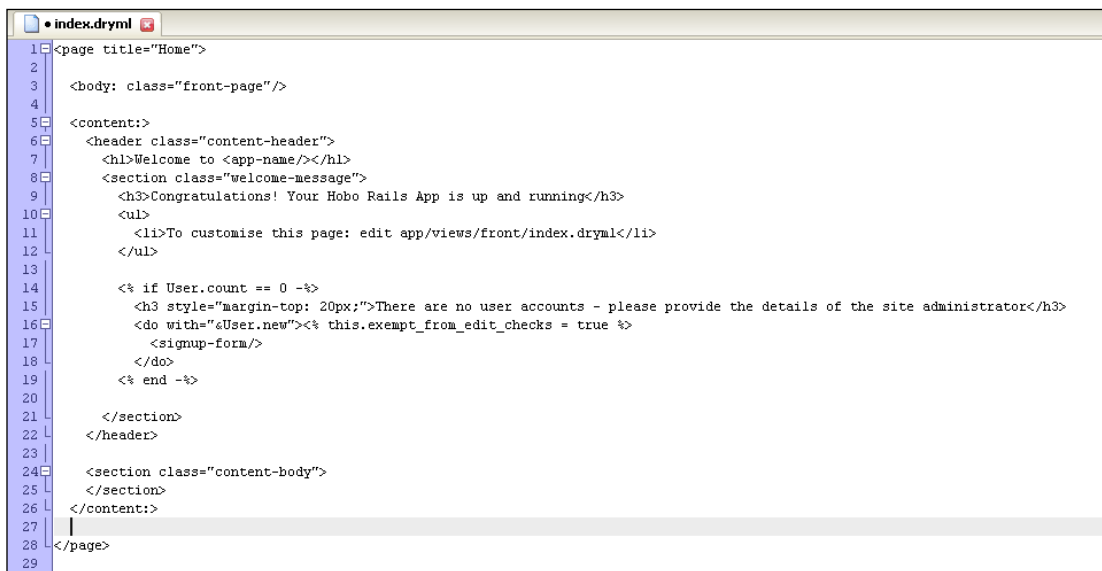 • index.dryml
1 <page title="Home">
2
3 <body: class="front-page"/>
4
5 <content:>
6 <header class="content-header">
7 <h1>Welcome to <app-name/></h1>
8 <section class="welcome-message">
9 <h3>Congratulations! Your Hobo Rails App is up and running</h3>
10 <ul>
11 <li>To customise this page: edit app/views/front/index.dryml</li>
12 </ul>
13
14 <% if User.count == 0 -%>
15 <h3 style="margin-top: 20px;">There are no user accounts - please provide the details of the site administrator</h3>
16 <do with="&User.new"><% this.exempt_from_edit_checks = true %>
17 <signup-form/>
18 </do>
19 <% end -%>
20
21 </section>
22 </header>
23
24 <section class="content-body">
25 </section>
26 </content:>
27
28 </page>
29